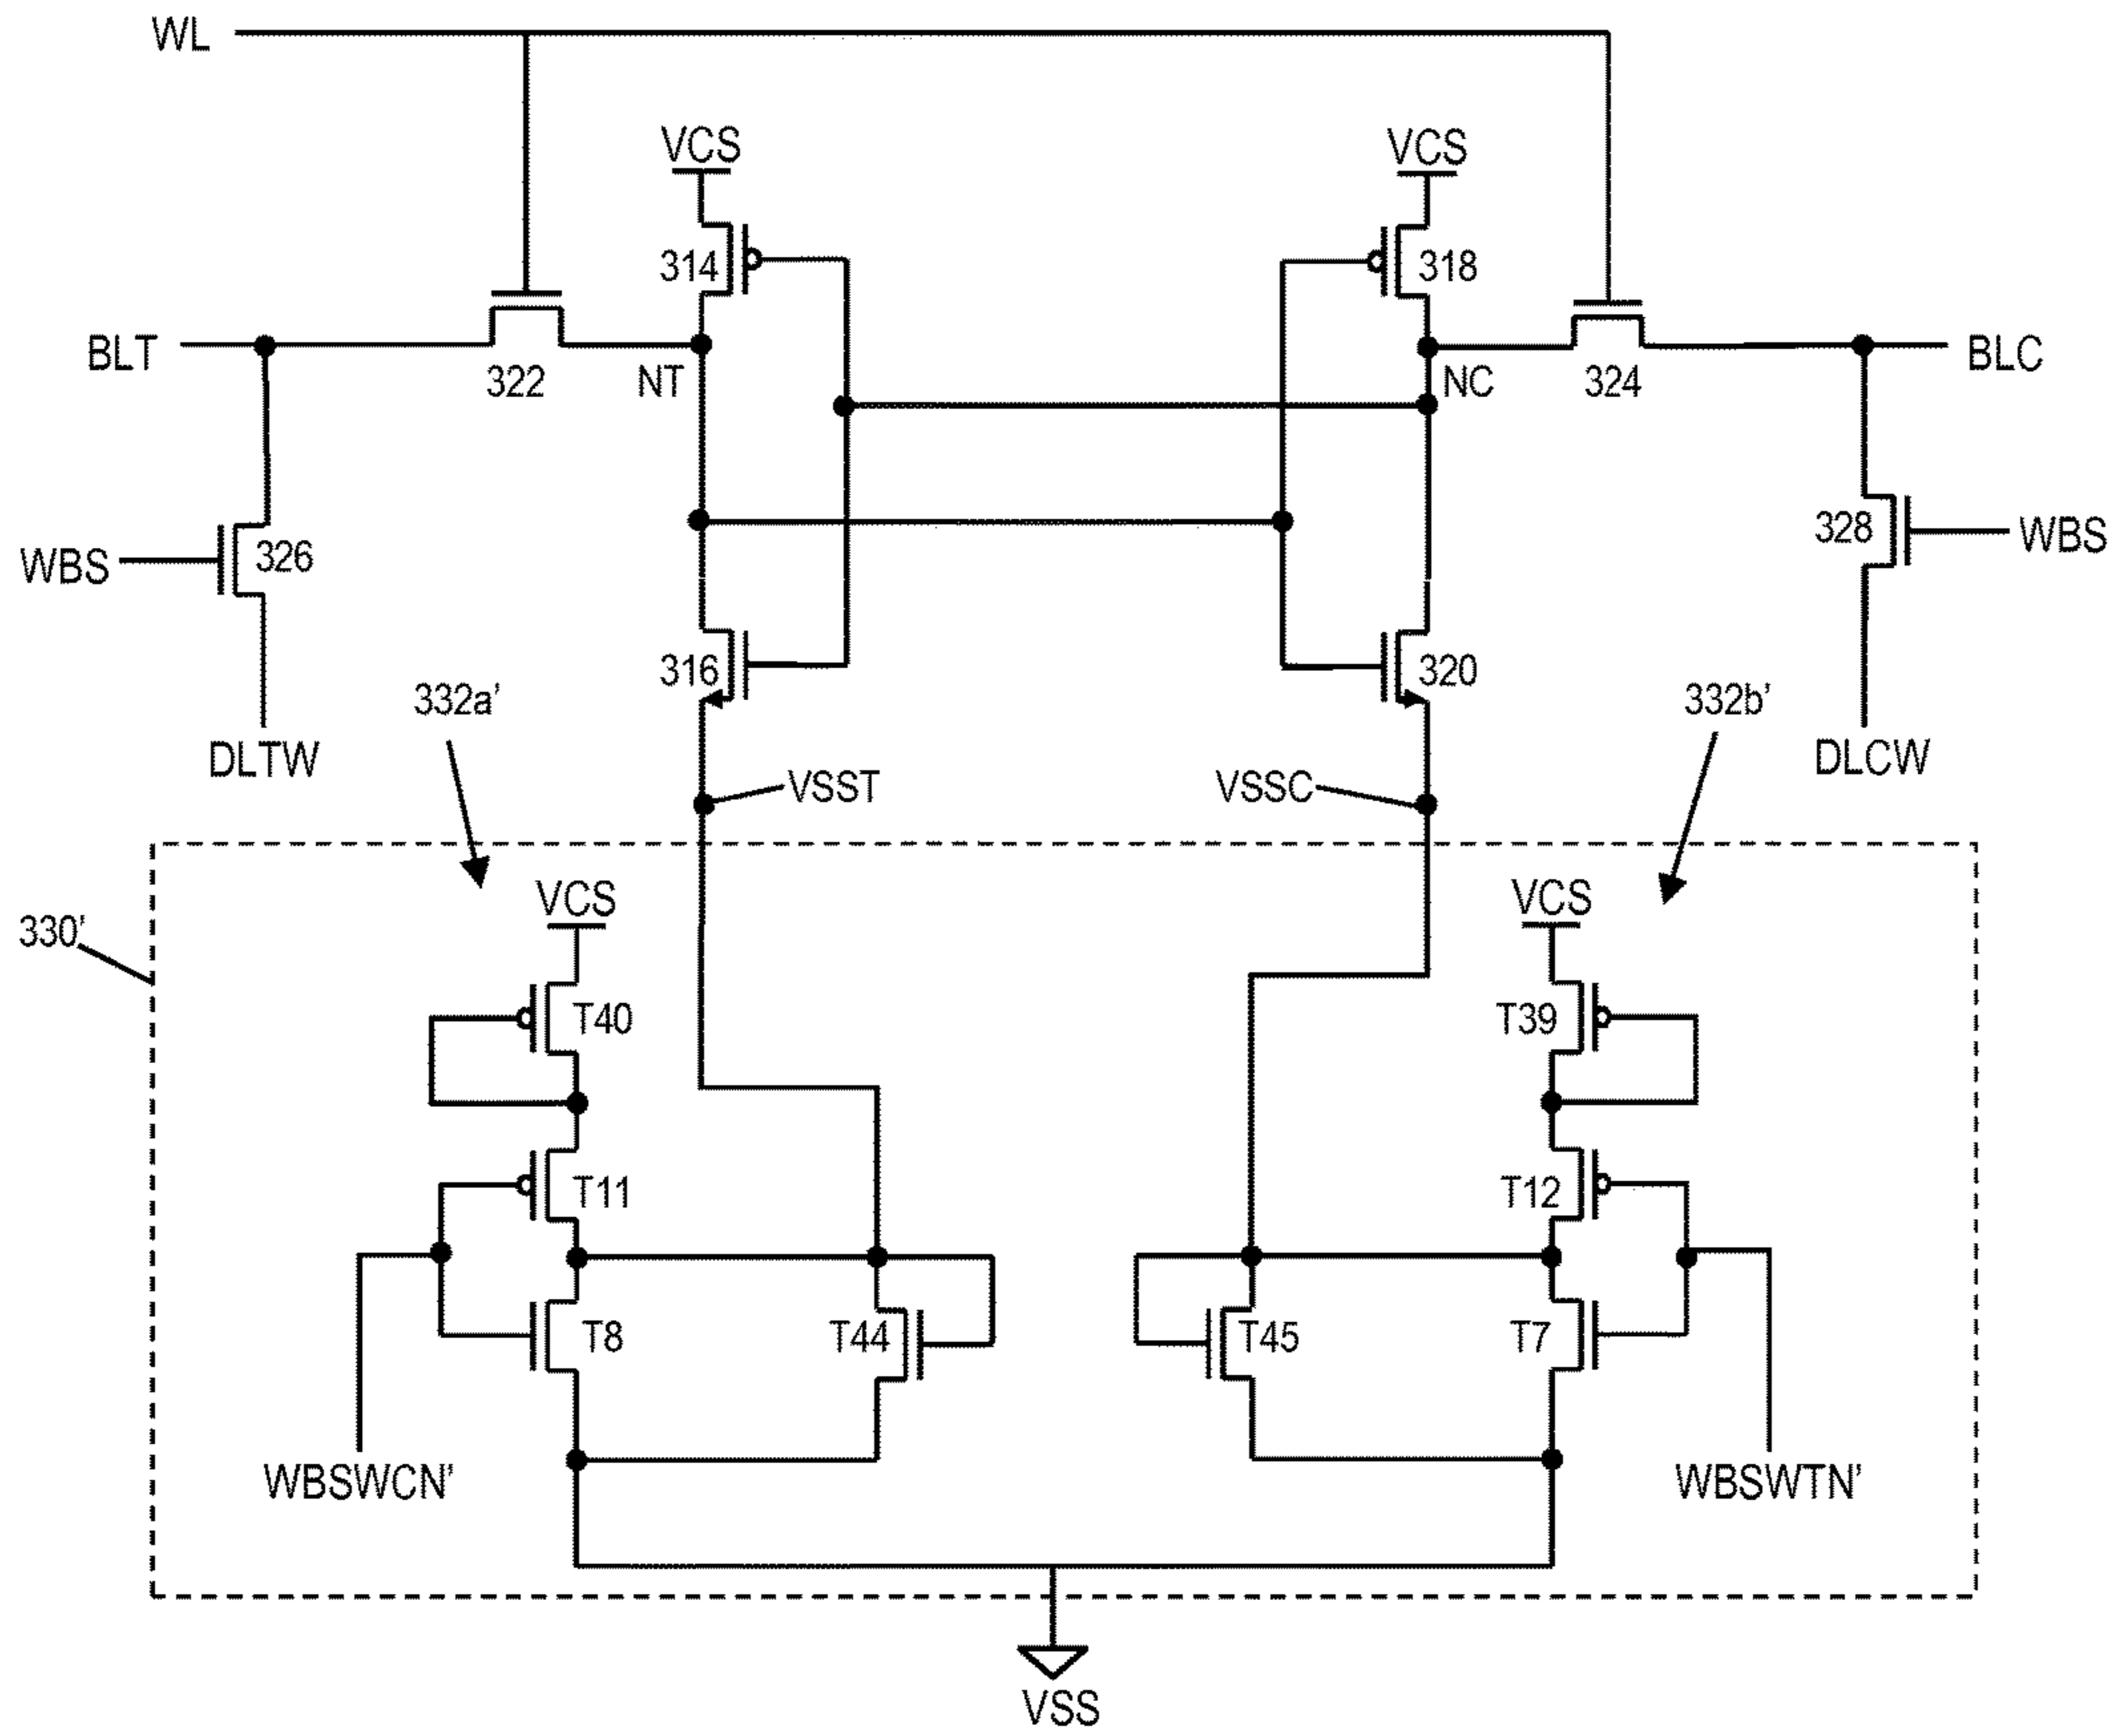 WL
VCS
VCS
314
318
BLT
322
NT
NC
324
BLC
WBS
326
328
WBS
316
320
332a’
332b’
DLTW
VSST
VSSC
DLCW
330’
VCS
VCS
T40
T39
T11
T12
T8
T44
T45
T7
WBSWCN’
WBSWTN’
VSS